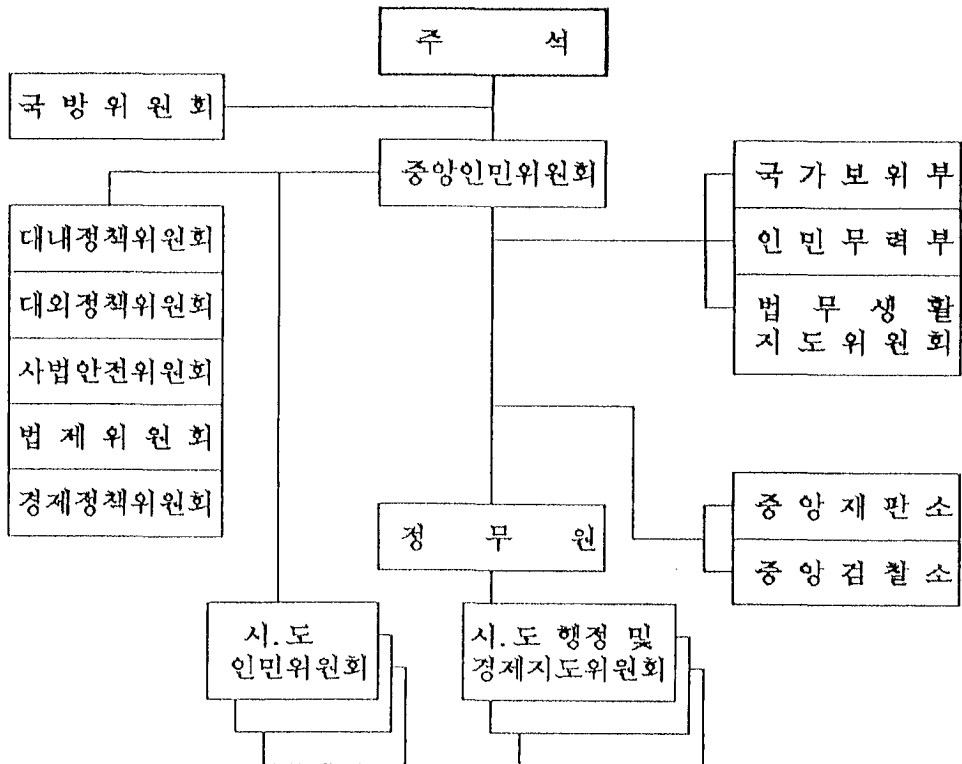 주 석
국 방 위 원 회
중앙인민위원회
국 가 보 위 부
인 민 무 력 부
법 무 생 활
지 도 위 원 회
대내정책위원회
대외정책위원회
사법안전위원회
법 제 위 원 회
경제정책위원회
중 앙 재 판 소
중 앙 검 찰 소
정 무 원
시.도
인민위원회
시.도 행정 및
경제지도위원회